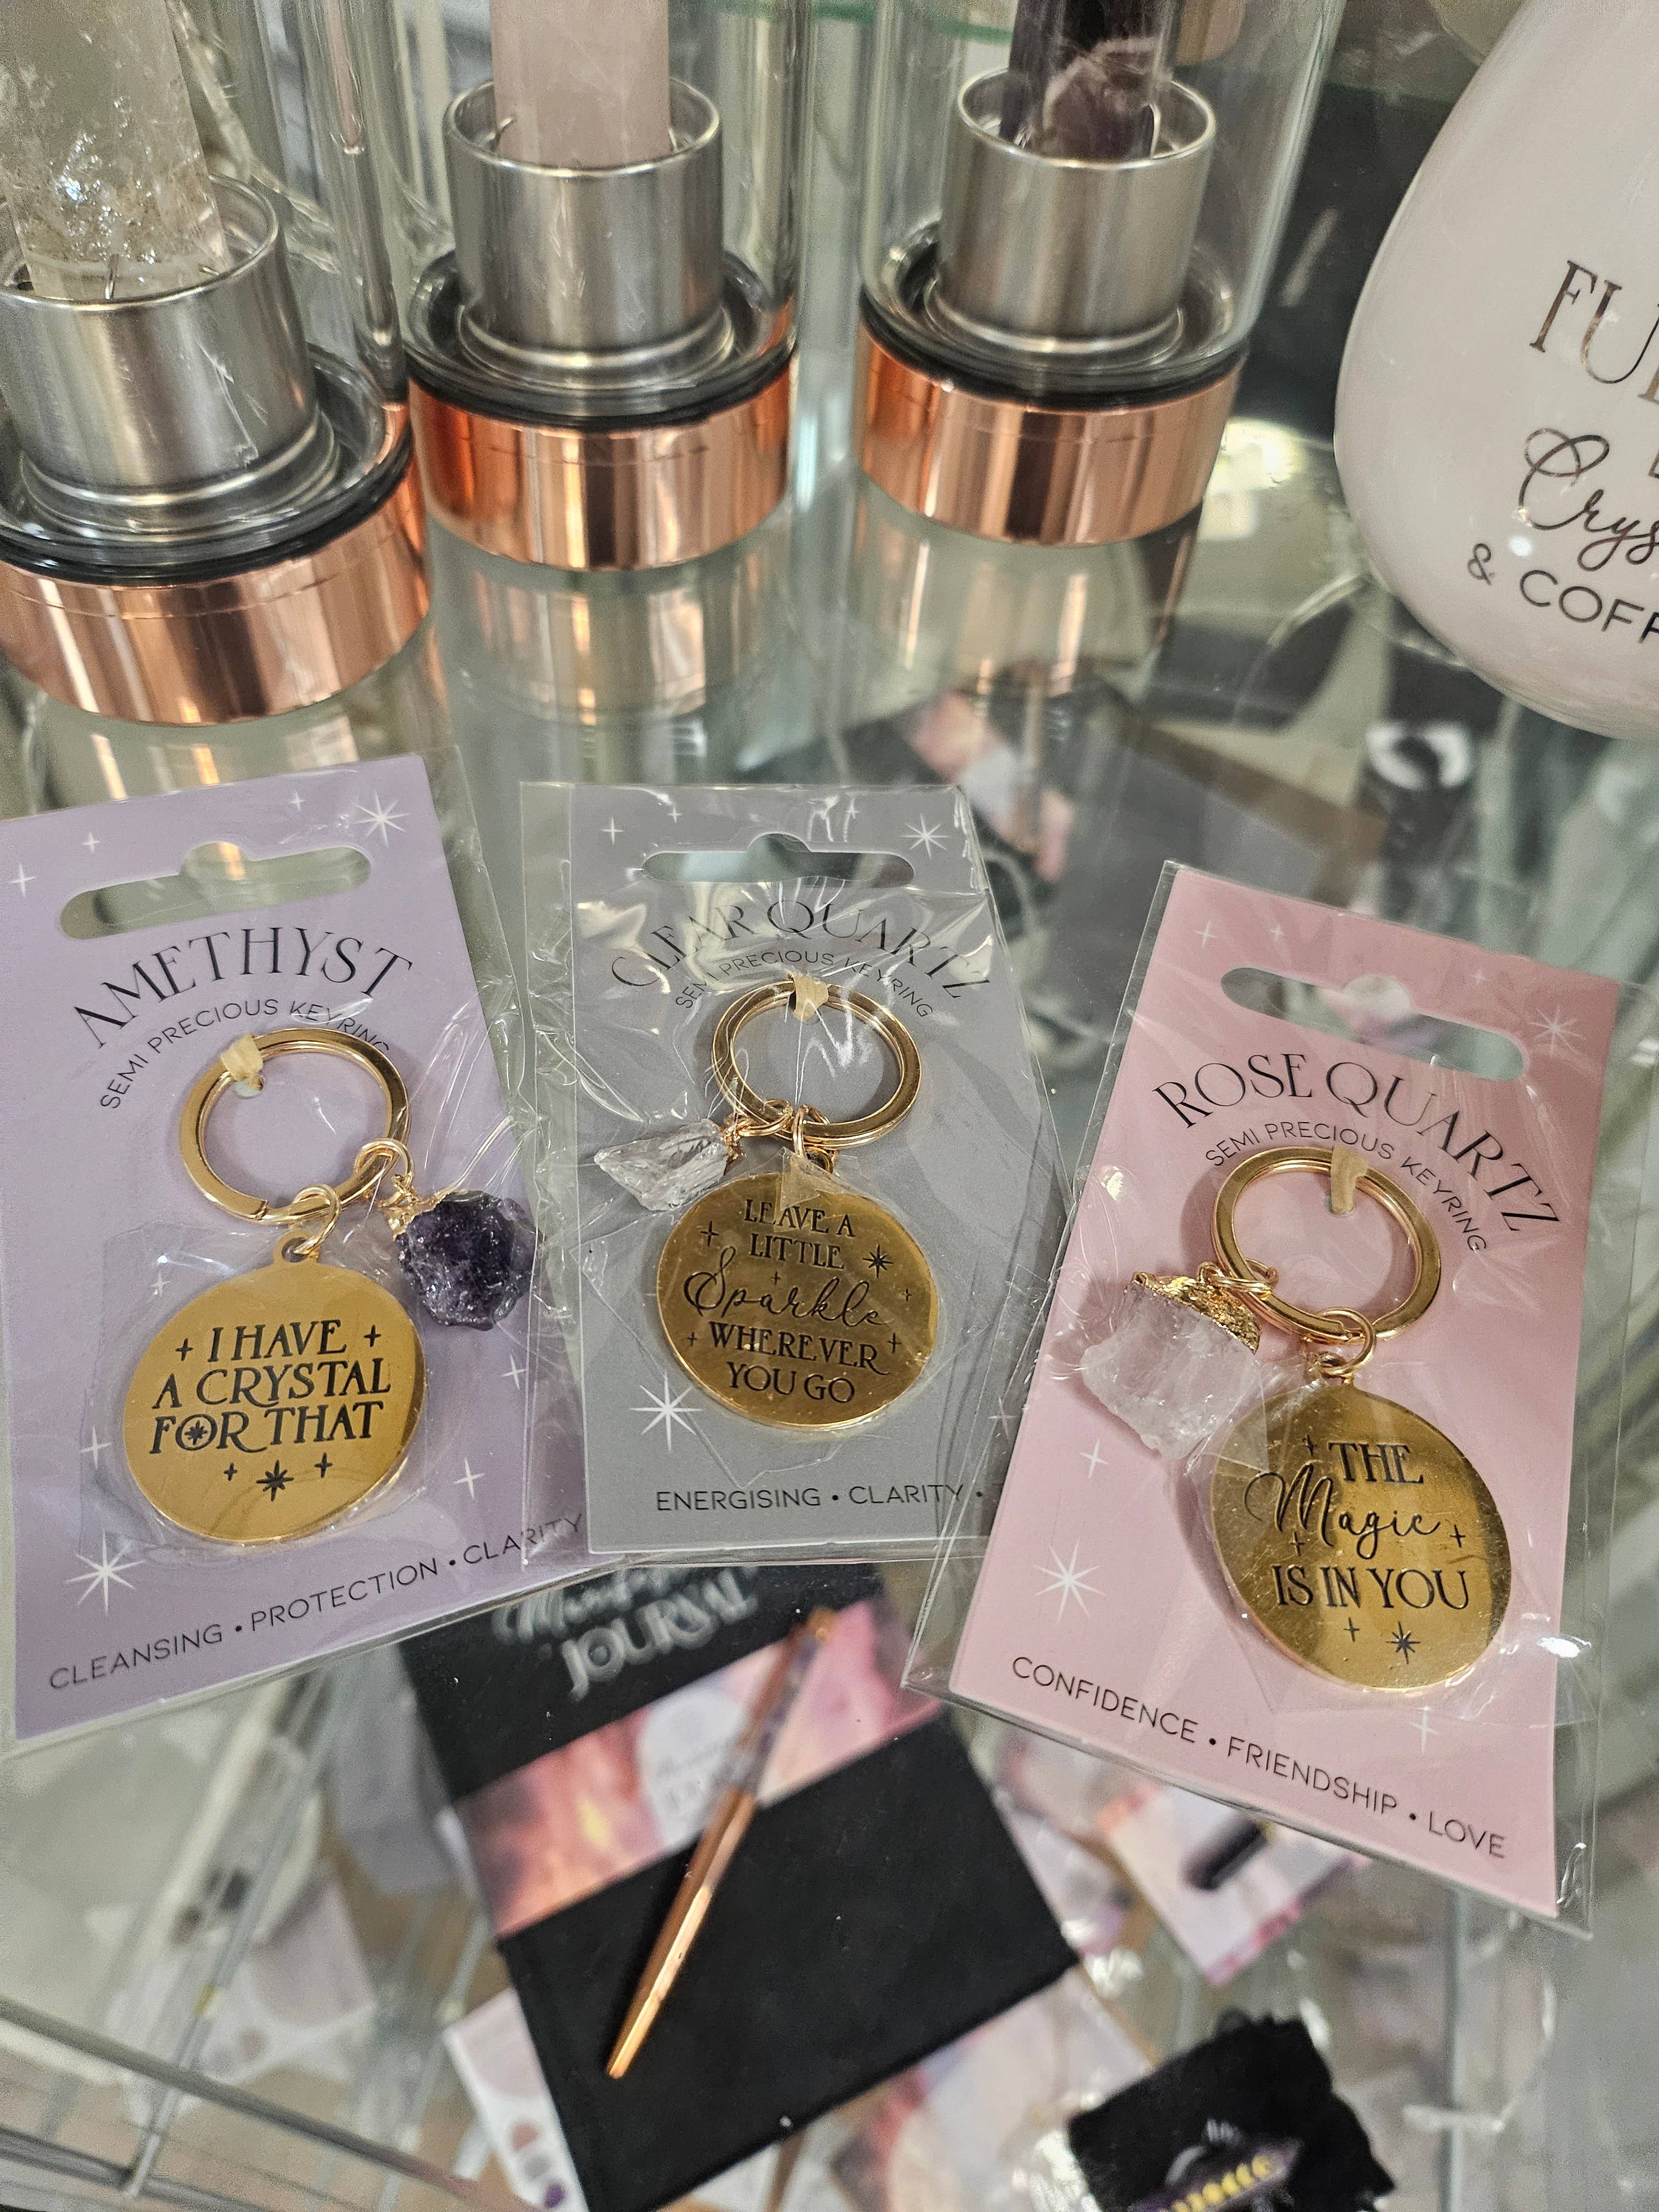 & COFF
AMETHYST
SEMI PRECIOUS KEYRING
I HAVE
A CRYSTAL
FOR THAT
CLEANSING • PROTECTION • CLARITY
CLEAR QUARTZ
SEMI PRECIOUS KEYRING
LEAVE A
LITTLE
Sparkle
WHEREVER
YOU GO
ENERGISING • CLARITY •
ROSE QUARTZ
SEMI PRECIOUS KEYRING
THE
Magic
IS IN YOU
CONFIDENCE • FRIENDSHIP • LOVE
JOURNAL